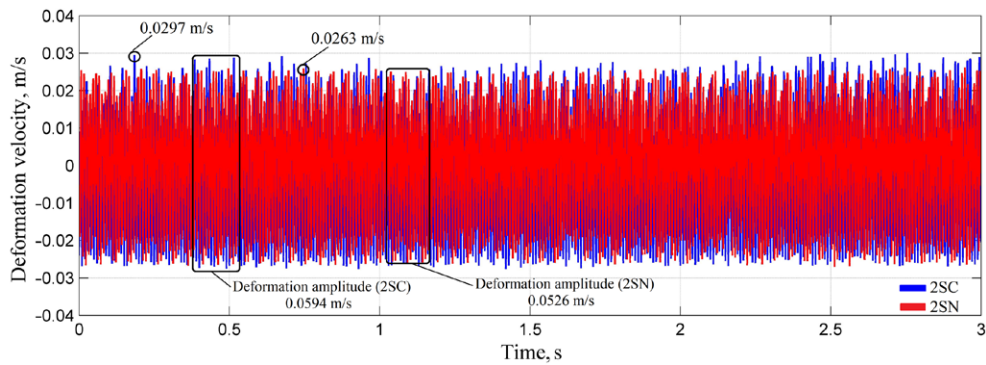 0.0297 m/s
0.0263 m/s
Deformation velocity, m/s
0.04
0.03
0.02
0.01
0
-0.01
-0.02
-0.03
-0.04
Deformation amplitude (2SC)
0.0594 m/s
Deformation amplitude (2SN)
0.0526 m/s
2SC
2SN
0
0.5
1
1.5
2
2.5
3
Time, s